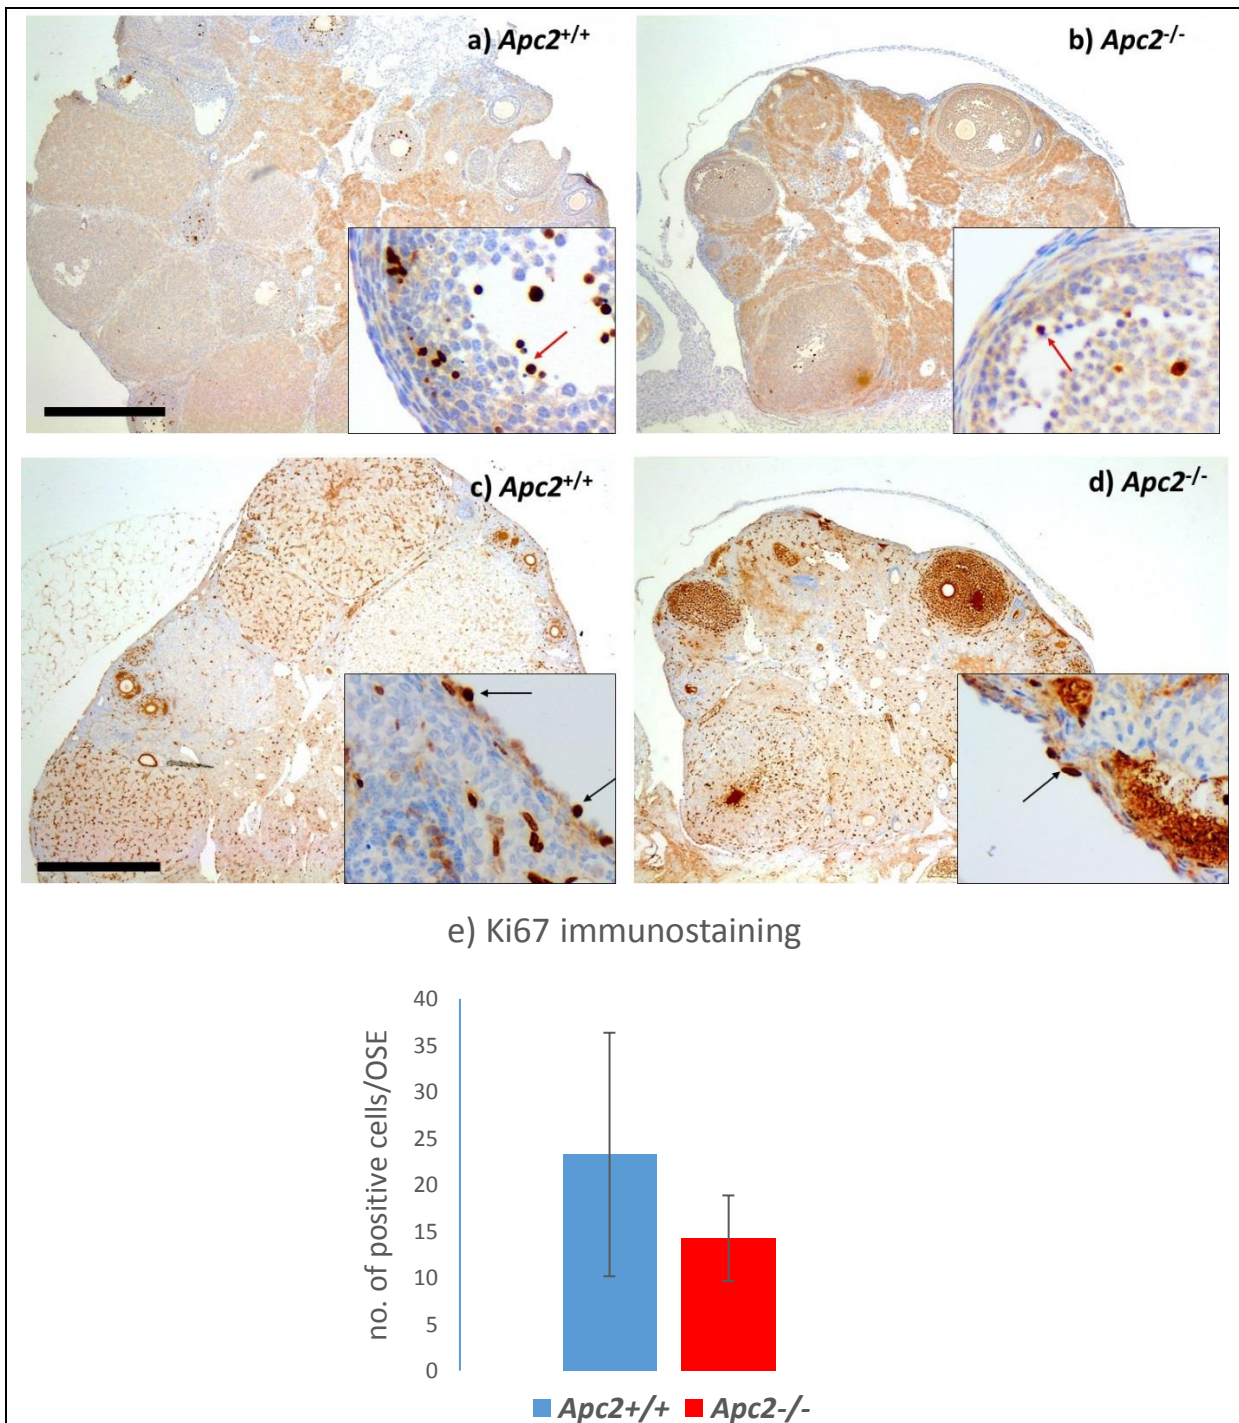 a) Apc2+/+
b) Apc2-/-
c) Apc2+/+
d) Apc2-/-
e) Ki67 immunostaining
no. of positive cells/OSE
40
35
30
25
20
15
10
5
0
Apc2+/+ Apc2-/-